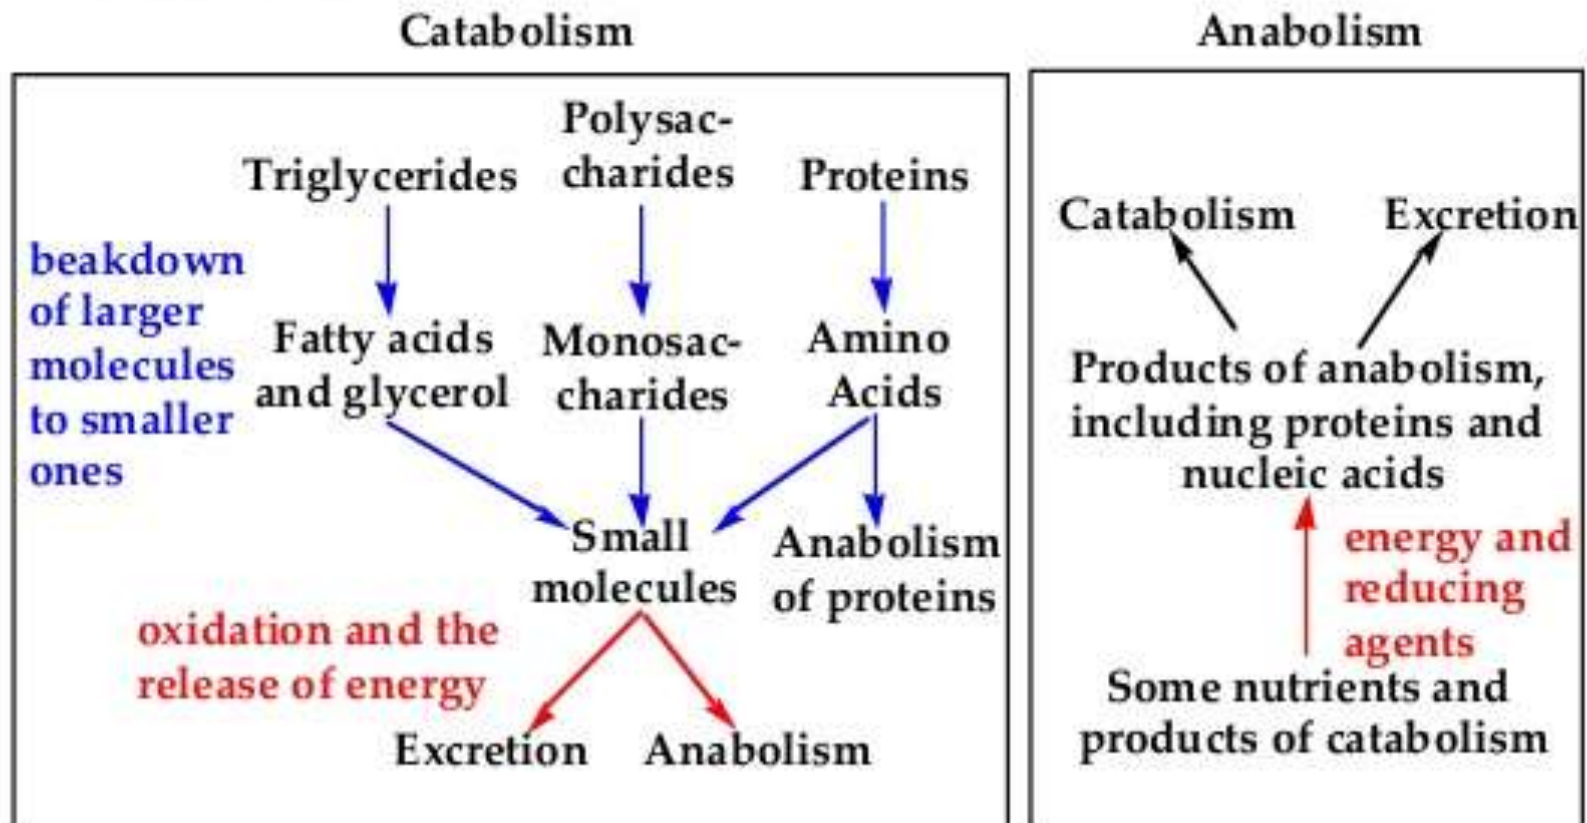 Catabolism
Polysac-
charides
Triglycerides
Proteins
beakdown
of larger
molecules
to smaller
ones
Fatty acids
and glycerol
Monosac-
charides
Amino
Acids
Small
molecules
Anabolism
of proteins
oxidation and the
release of energy
Excretion
Anabolism
Anabolism
Catabolism
Excretion
Products of anabolism,
including proteins and
nucleic acids
energy and
reducing
agents
Some nutrients and
products of catabolism